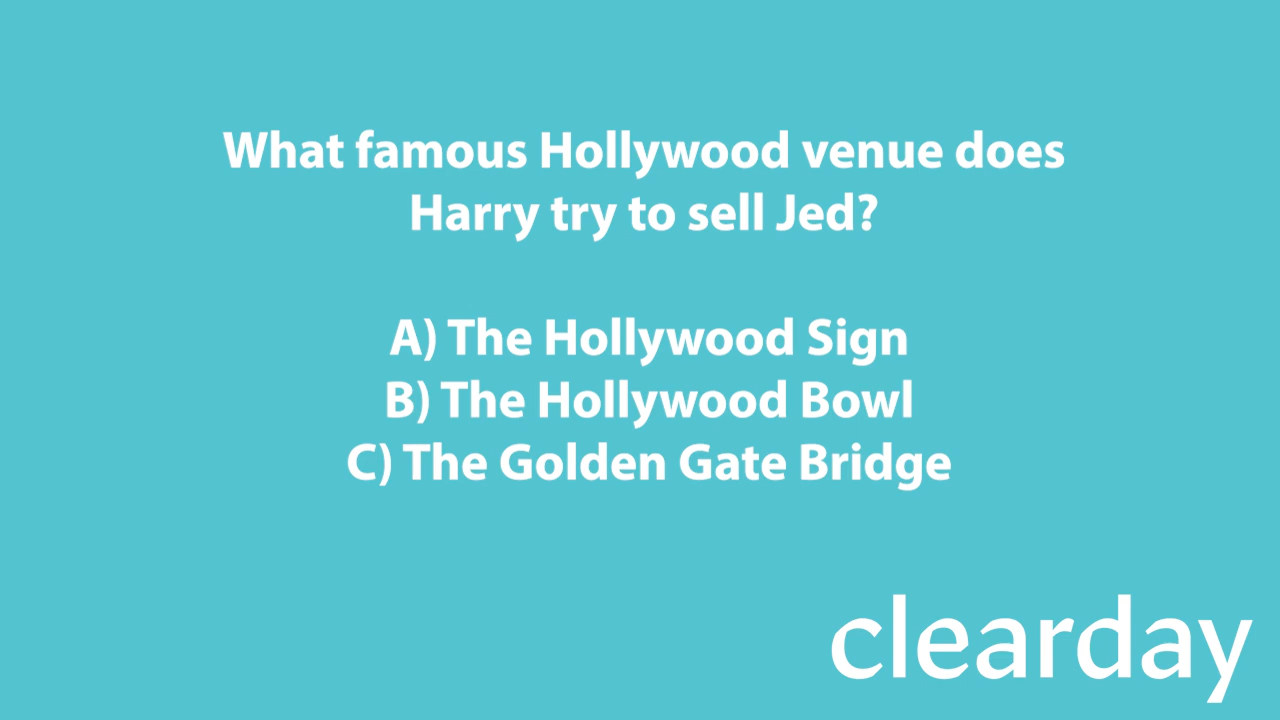 What famous Hollywood venue does
Harry try to sell Jed?
A) The Hollywood Sign
B) The Hollywood Bowl
C) The Golden Gate Bridge
clearday